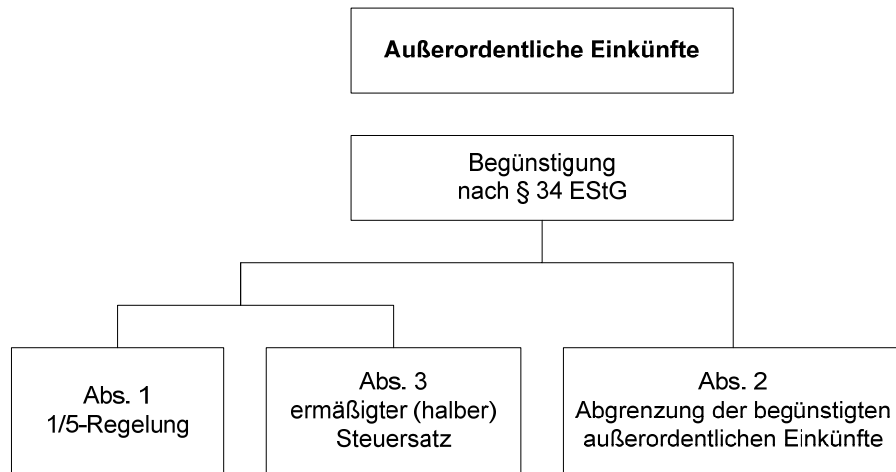 Außerordentliche Einkünfte
Begünstigung
nach § 34 EStG
Abs. 1
1/5-Regelung
Abs. 3
ermäßigter (halber)
Steuersatz
Abs. 2
Abgrenzung der begünstigten
außerordentlichen Einkünfte